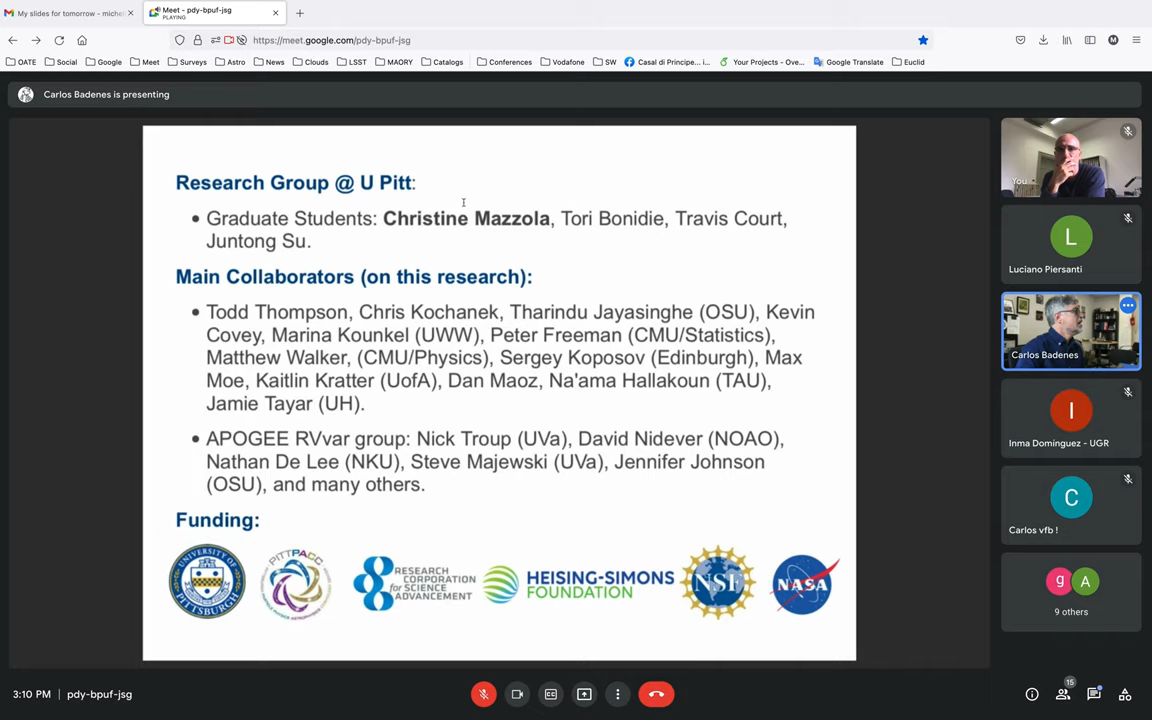 My slides for tomorrow - michel
Meet - pdy-bpuf-jsg
PLAYING
https://meet.google.com/pdy-bpuf-jsg
OATE Social Google Meet Surveys Astro News Clouds LSST MAORY Catalogs Conferences Vodafone SW Casal di Principe... i... Your Projects - Ove... Google Translate Euclid
Carlos Badenes is presenting
Research Group @ U Pitt:
• Graduate Students: Christine Mazzola, Tori Bonidie, Travis Court,
Juntong Su.
Main Collaborators (on this research):
• Todd Thompson, Chris Kochanek, Tharindu Jayasinghe (OSU), Kevin
Covey, Marina Kounkel (UWW), Peter Freeman (CMU/Statistics),
Matthew Walker, (CMU/Physics), Sergey Koposov (Edinburgh), Max
Moe, Kaitlin Kratter (UofA), Dan Maoz, Na'ama Hallakoun (TAU),
Jamie Tayar (UH).
• APOGEE RVvar group: Nick Troup (UVa), David Nidever (NOAO),
Nathan De Lee (NKU), Steve Majewski (UVa), Jennifer Johnson
(OSU), and many others.
Funding:
UNIVERSITY OF PITTSBURGH
PITTPACC
RESEARCH CORPORATION
for SCIENCE
ADVANCEMENT
HEISING-SIMONS
FOUNDATION
NSF
NASA
You
L
Luciano Piersanti
Carlos Badenes
I
Inma Domínguez - UGR
C
Carlos vfb !
g A
9 others
3:10 PM | pdy-bpuf-jsg
CC
15